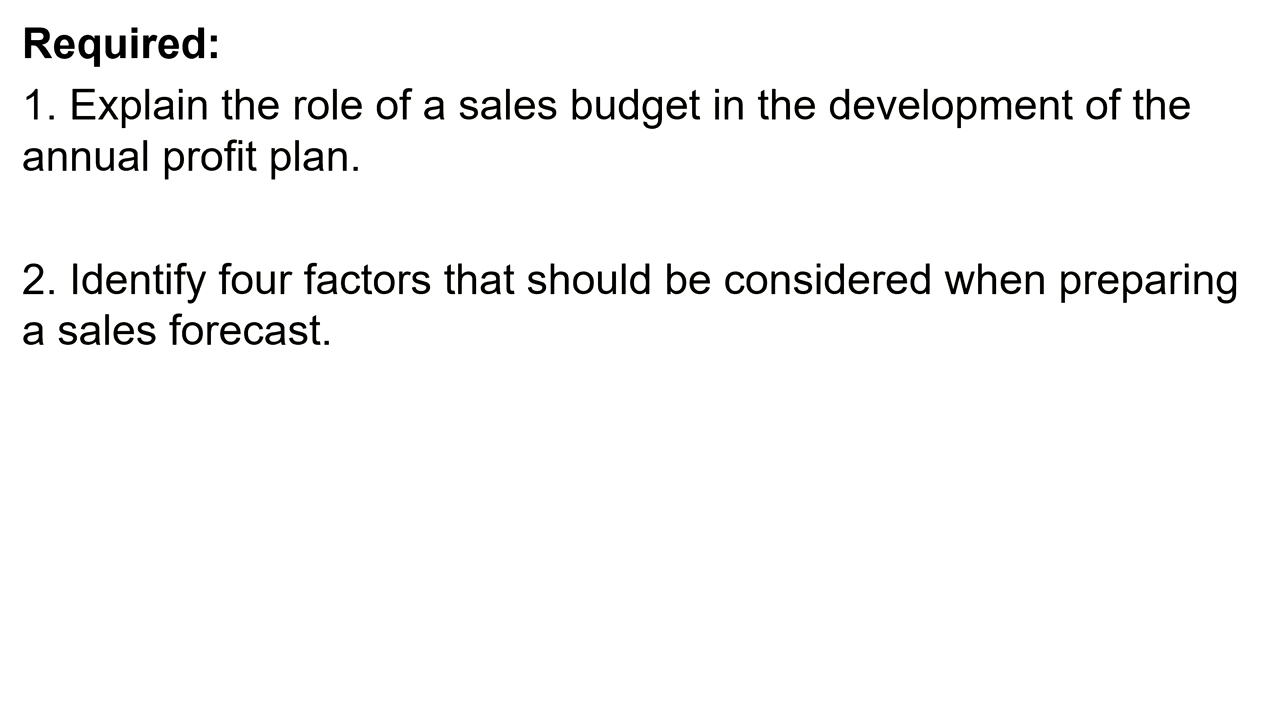 Required:
1. Explain the role of a sales budget in the development of the
annual profit plan.
2. Identify four factors that should be considered when preparing
a sales forecast.